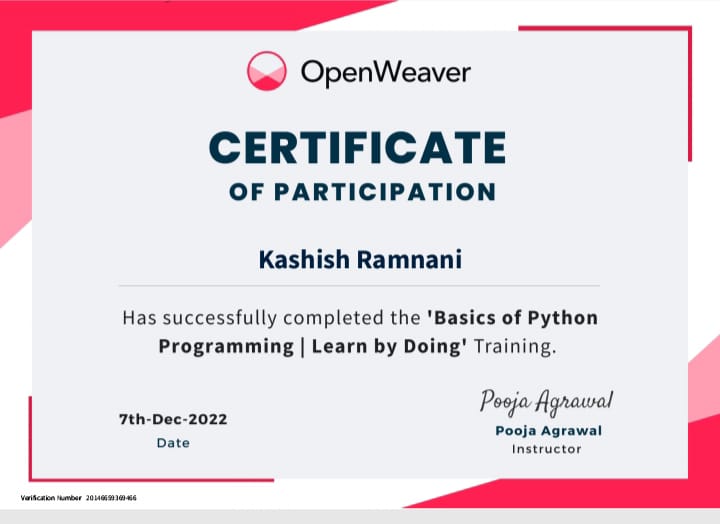 OpenWeaver
CERTIFICATE
OF PARTICIPATION
Kashish Ramnani
Has successfully completed the 'Basics of Python
Programming | Learn by Doing' Training.
7th-Dec-2022
Date
Pooja Agrawal
Pooja Agrawal
Instructor
Verification Number 20146693369466